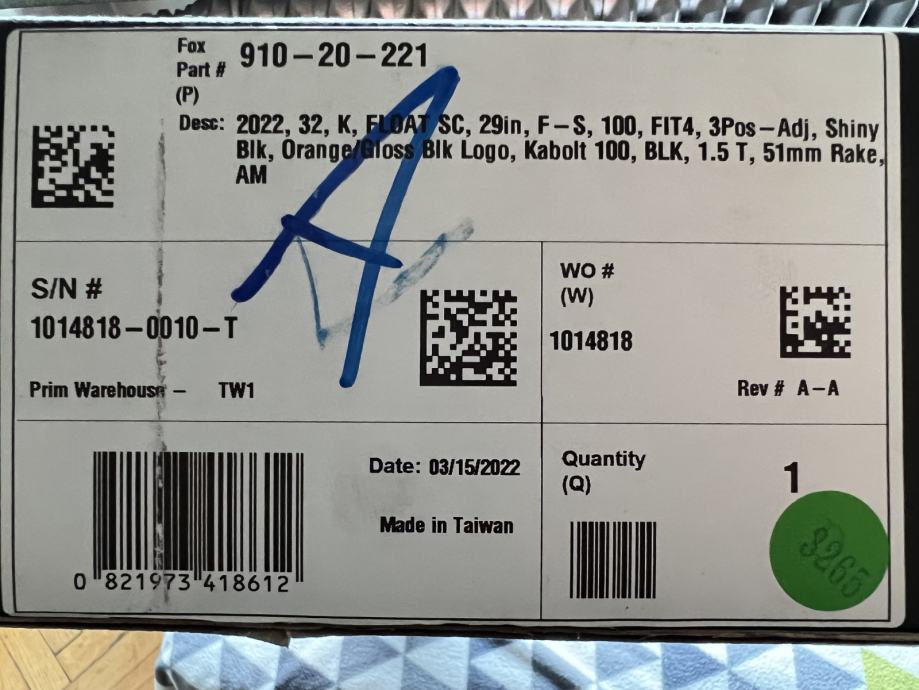 Fox
Part #
(P)
910-20-221
Desc: 2022, 32, K, FLOAT SC, 29in, F-S, 100, FIT4, 3Pos-Adj, Shiny
Blk, Orange/Gloss Blk Logo, Kabolt 100, BLK, 1.5 T, 51mm Rake,
AM
A
S/N #
1014818-0010-T
Prim Warehouse - TW1
WO #
(W)
1014818
Rev # A-A
Date: 03/15/2022
Made in Taiwan
0 821973 418612
Quantity
(Q)
1
3265